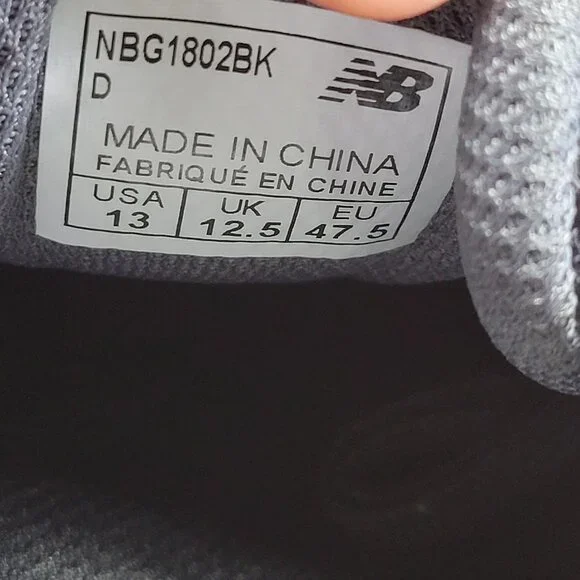 NBG1802BK
D
NB
MADE IN CHINA
FABRIQUÉ EN CHINE
USA UK EU
13 12.5 47.5